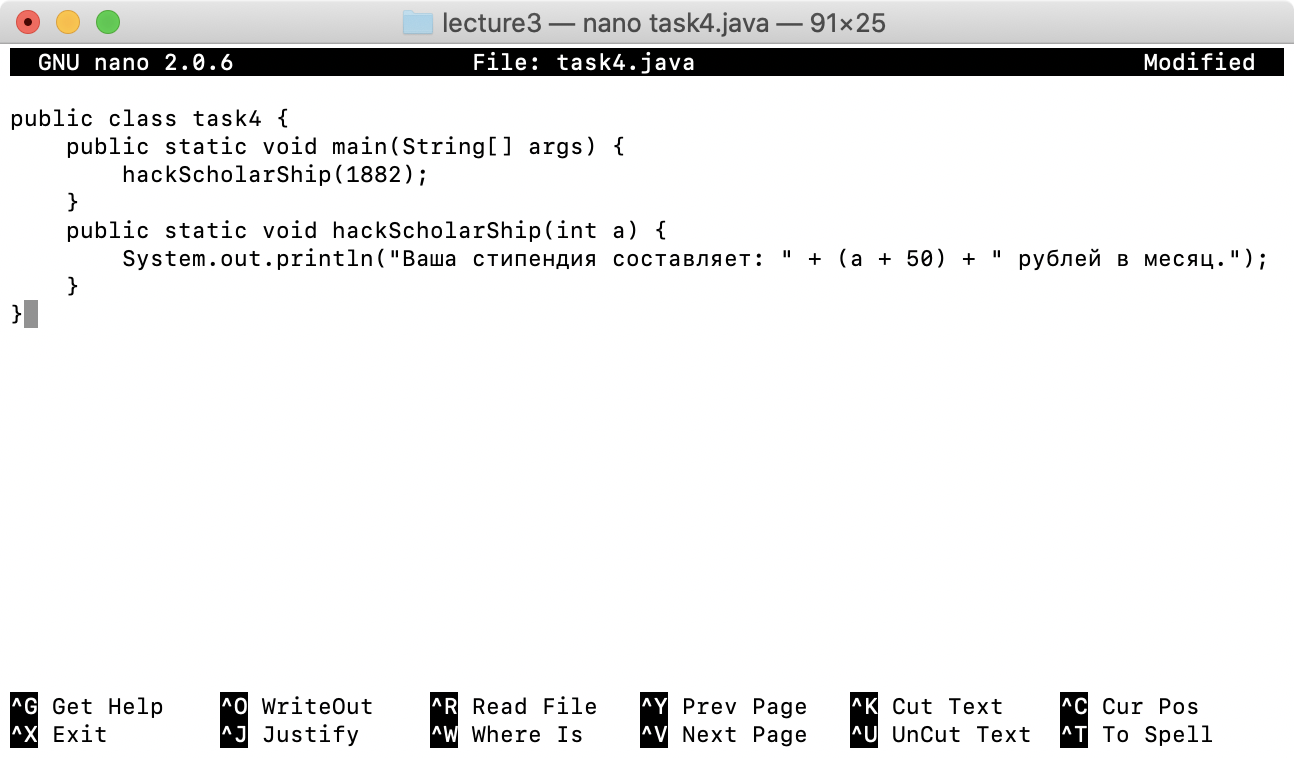 lecture3 — nano task4.java — 91×25
GNU nano 2.0.6 File: task4.java Modified
public class task4 {
    public static void main(String[] args) {
        hackScholarShip(1882);
    }
    public static void hackScholarShip(int a) {
        System.out.println("Ваша стипендия составляет: " + (a + 50) + " рублей в месяц.");
    }
}
^G Get Help ^O WriteOut ^R Read File ^Y Prev Page ^K Cut Text ^C Cur Pos
^X Exit ^J Justify ^W Where Is ^V Next Page ^U UnCut Text ^T To Spell